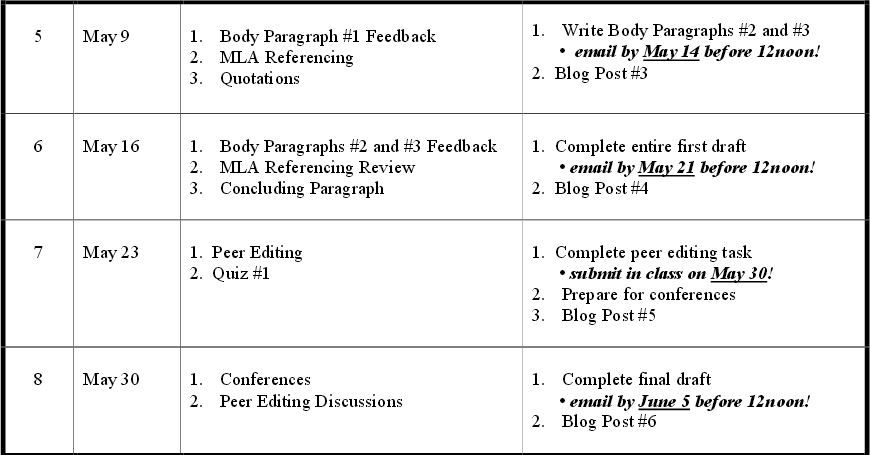 5 May 9
1. Body Paragraph #1 Feedback
2. MLA Referencing
3. Quotations
1. Write Body Paragraphs #2 and #3
• email by May 14 before 12noon!
2. Blog Post #3
6 May 16
1. Body Paragraphs #2 and #3 Feedback
2. MLA Referencing Review
3. Concluding Paragraph
1. Complete entire first draft
• email by May 21 before 12noon!
2. Blog Post #4
7 May 23
1. Peer Editing
2. Quiz #1
1. Complete peer editing task
• submit in class on May 30!
2. Prepare for conferences
3. Blog Post #5
8 May 30
1. Conferences
2. Peer Editing Discussions
1. Complete final draft
• email by June 5 before 12noon!
2. Blog Post #6